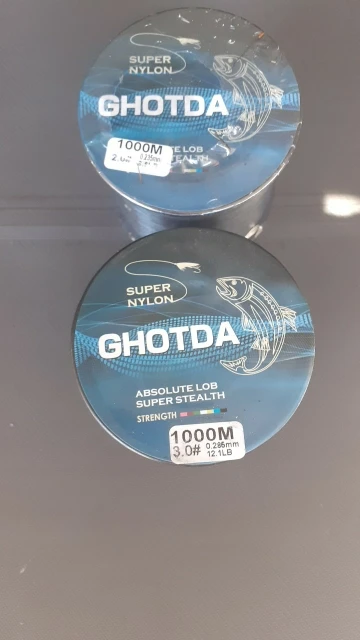 SUPER
NYLON
GHOTDA
1000M
0.235mm
SUPER
NYLON
GHOTDA
ABSOLUTE LOB
SUPER STEALTH
STRENGTH
1000M
3.0# 0.285mm
12.1LB